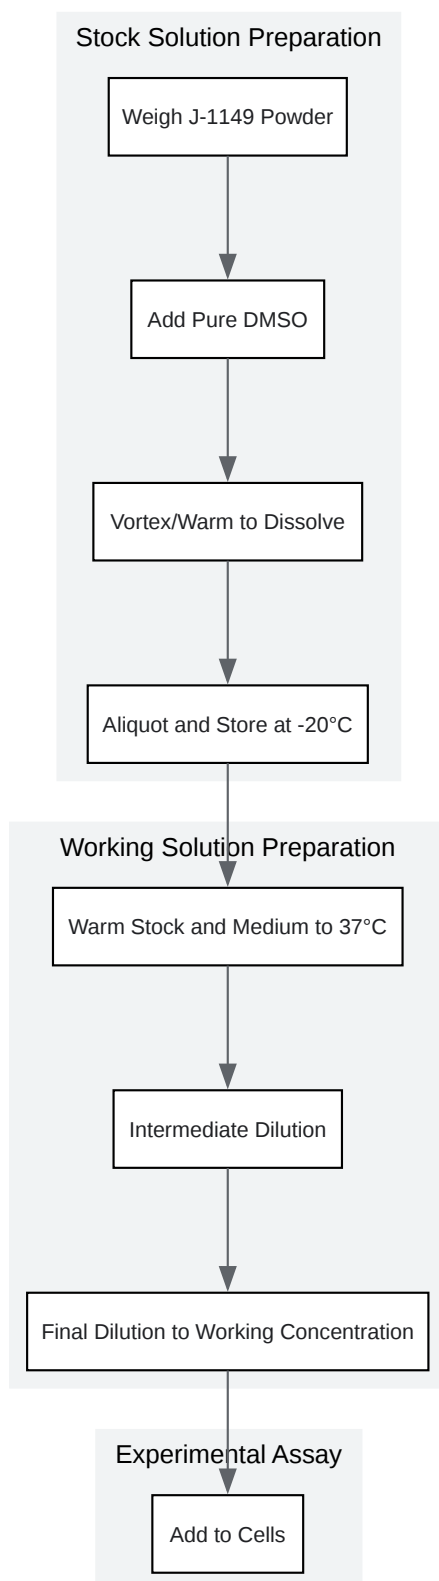 Stock Solution Preparation
Weigh J-1149 Powder
Add Pure DMSO
Vortex/Warm to Dissolve
Aliquot and Store at -20°C
Working Solution Preparation
Warm Stock and Medium to 37°C
Intermediate Dilution
Final Dilution to Working Concentration
Experimental Assay
Add to Cells